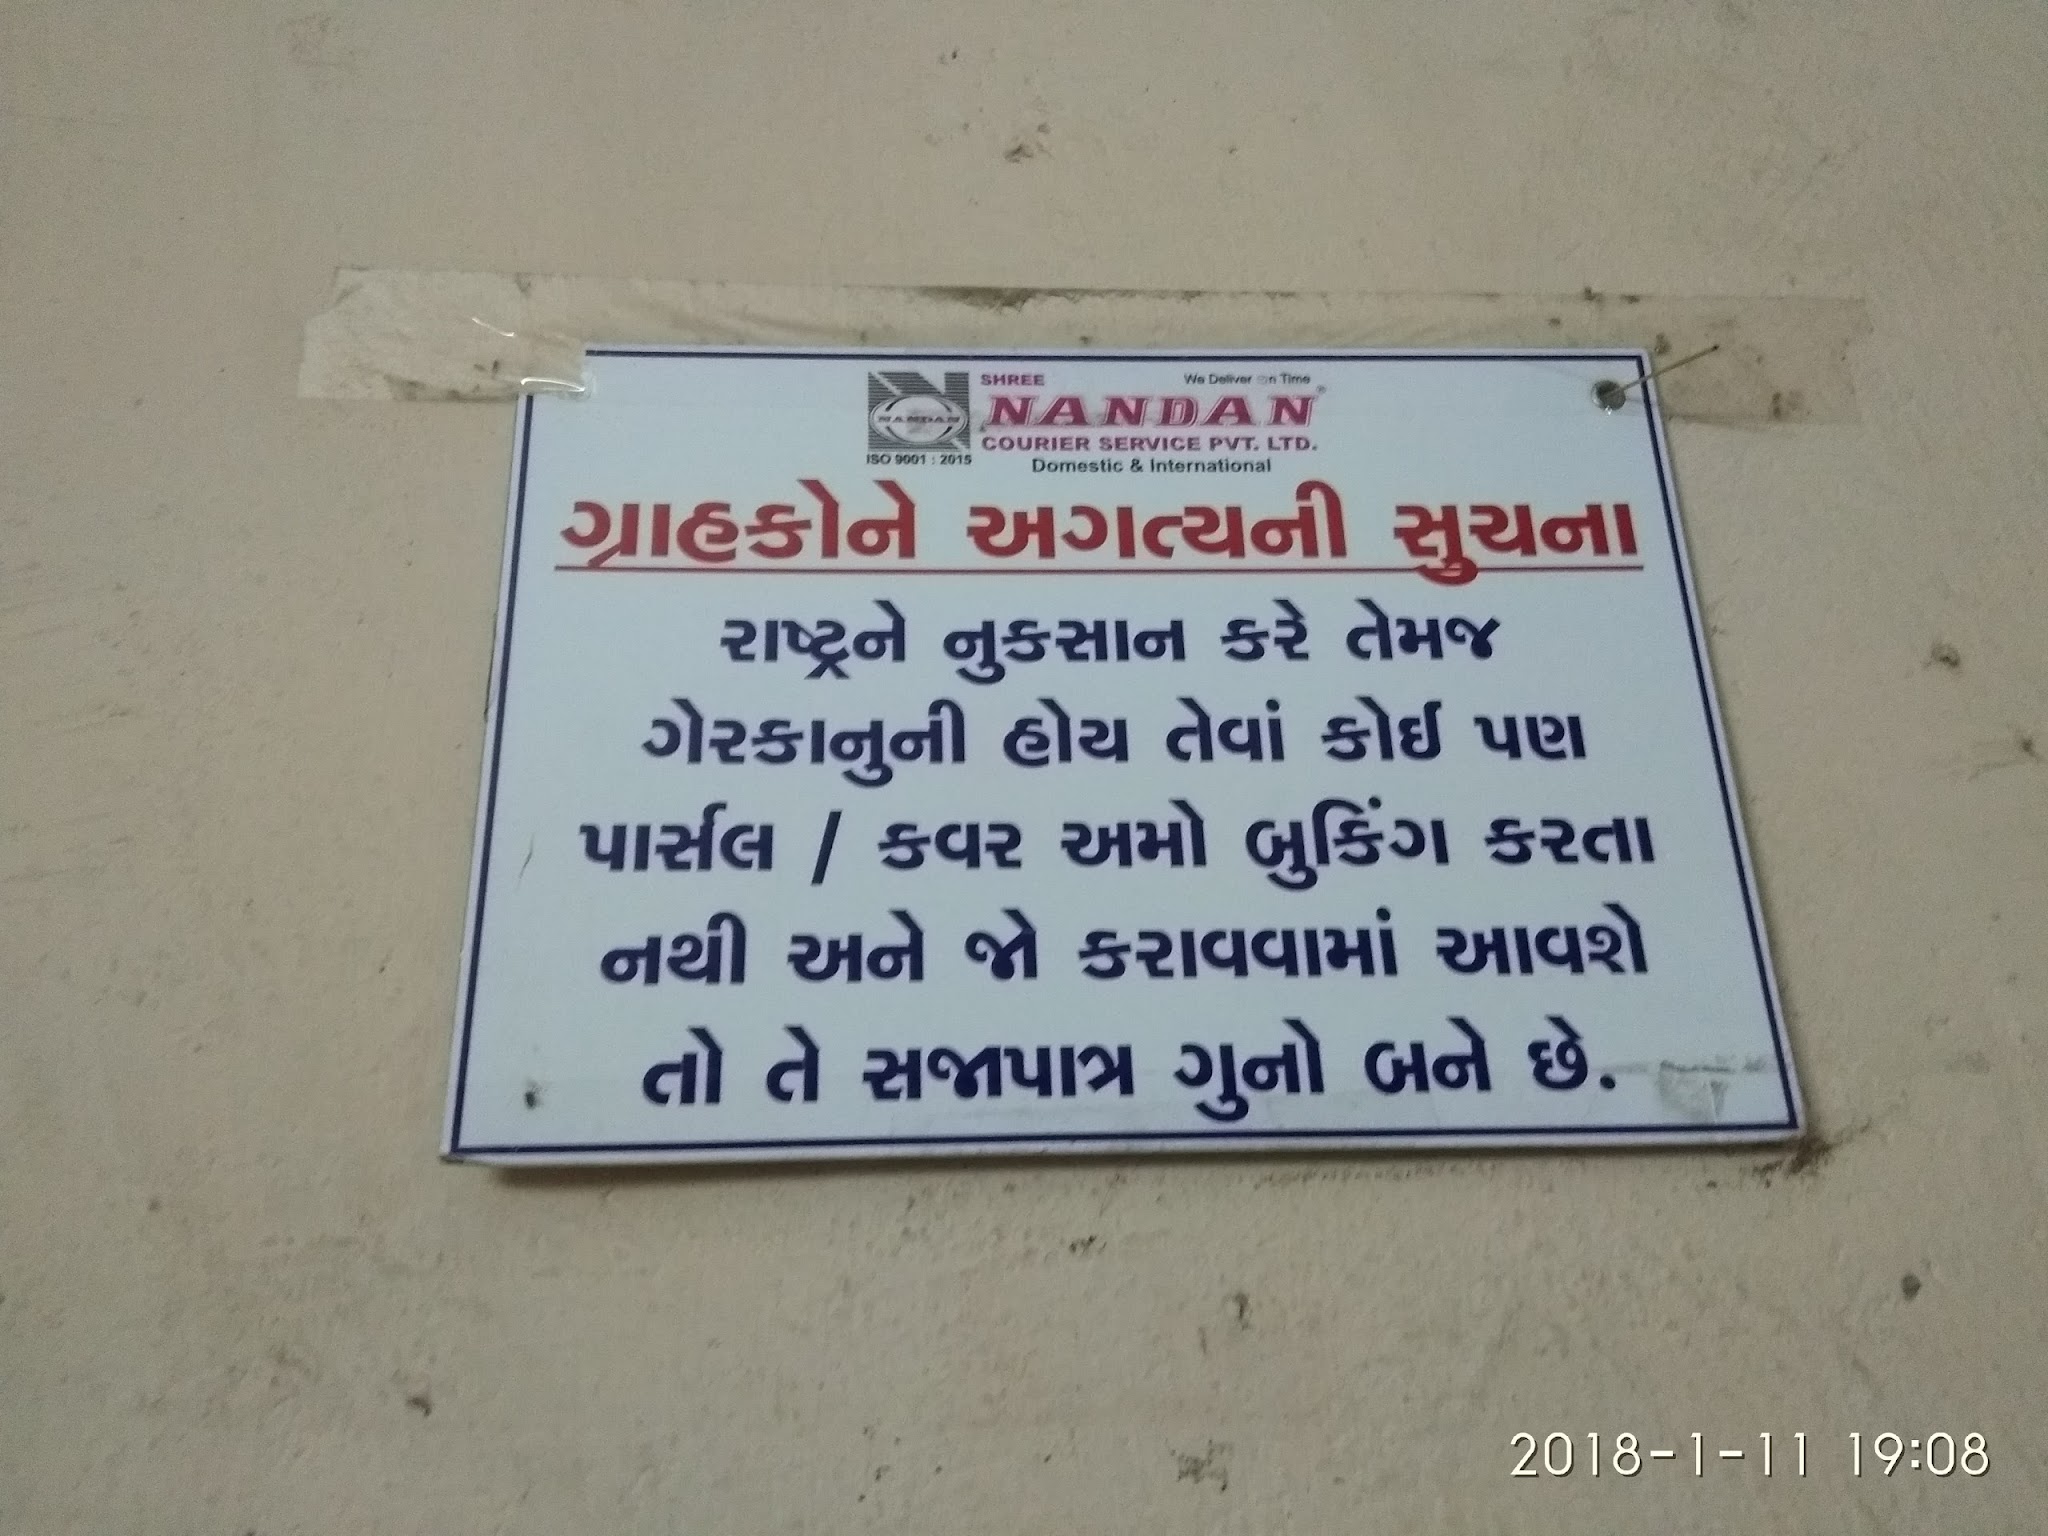 SHREE We Deliver on Time
NANDAN®
NANDAN
COURIER SERVICE PVT. LTD.
ISO 9001 : 2015
Domestic & International
ગ્રાહકોને અગત્યની સુચના
રાષ્ટ્રને નુકસાન કરે તેમજ
ગેરકાનુની હોય તેવાં કોઈ પણ
પાર્સલ / કવર અમો બુકિંગ કરતા
નથી અને જો કરાવવામાં આવશે
તો તે સજાપાત્ર ગુનો બને છે.
2018-1-11 19:08